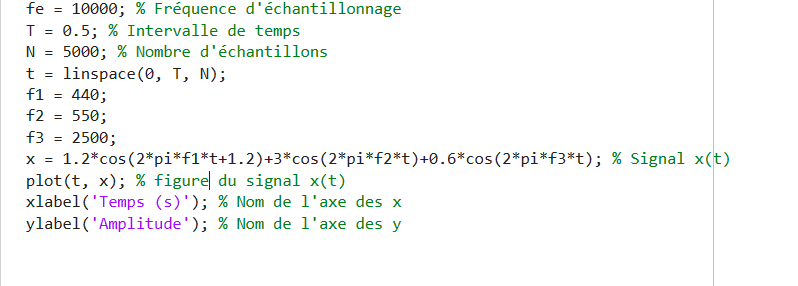 fe = 10000; % Fréquence d'échantillonnage
T = 0.5; % Intervalle de temps
N = 5000; % Nombre d'échantillons
t = linspace(0, T, N);
f1 = 440;
f2 = 550;
f3 = 2500;
x = 1.2*cos(2*pi*f1*t+1.2)+3*cos(2*pi*f2*t)+0.6*cos(2*pi*f3*t); % Signal x(t)
plot(t, x); % figure du signal x(t)
xlabel('Temps (s)'); % Nom de l'axe des x
ylabel('Amplitude'); % Nom de l'axe des y